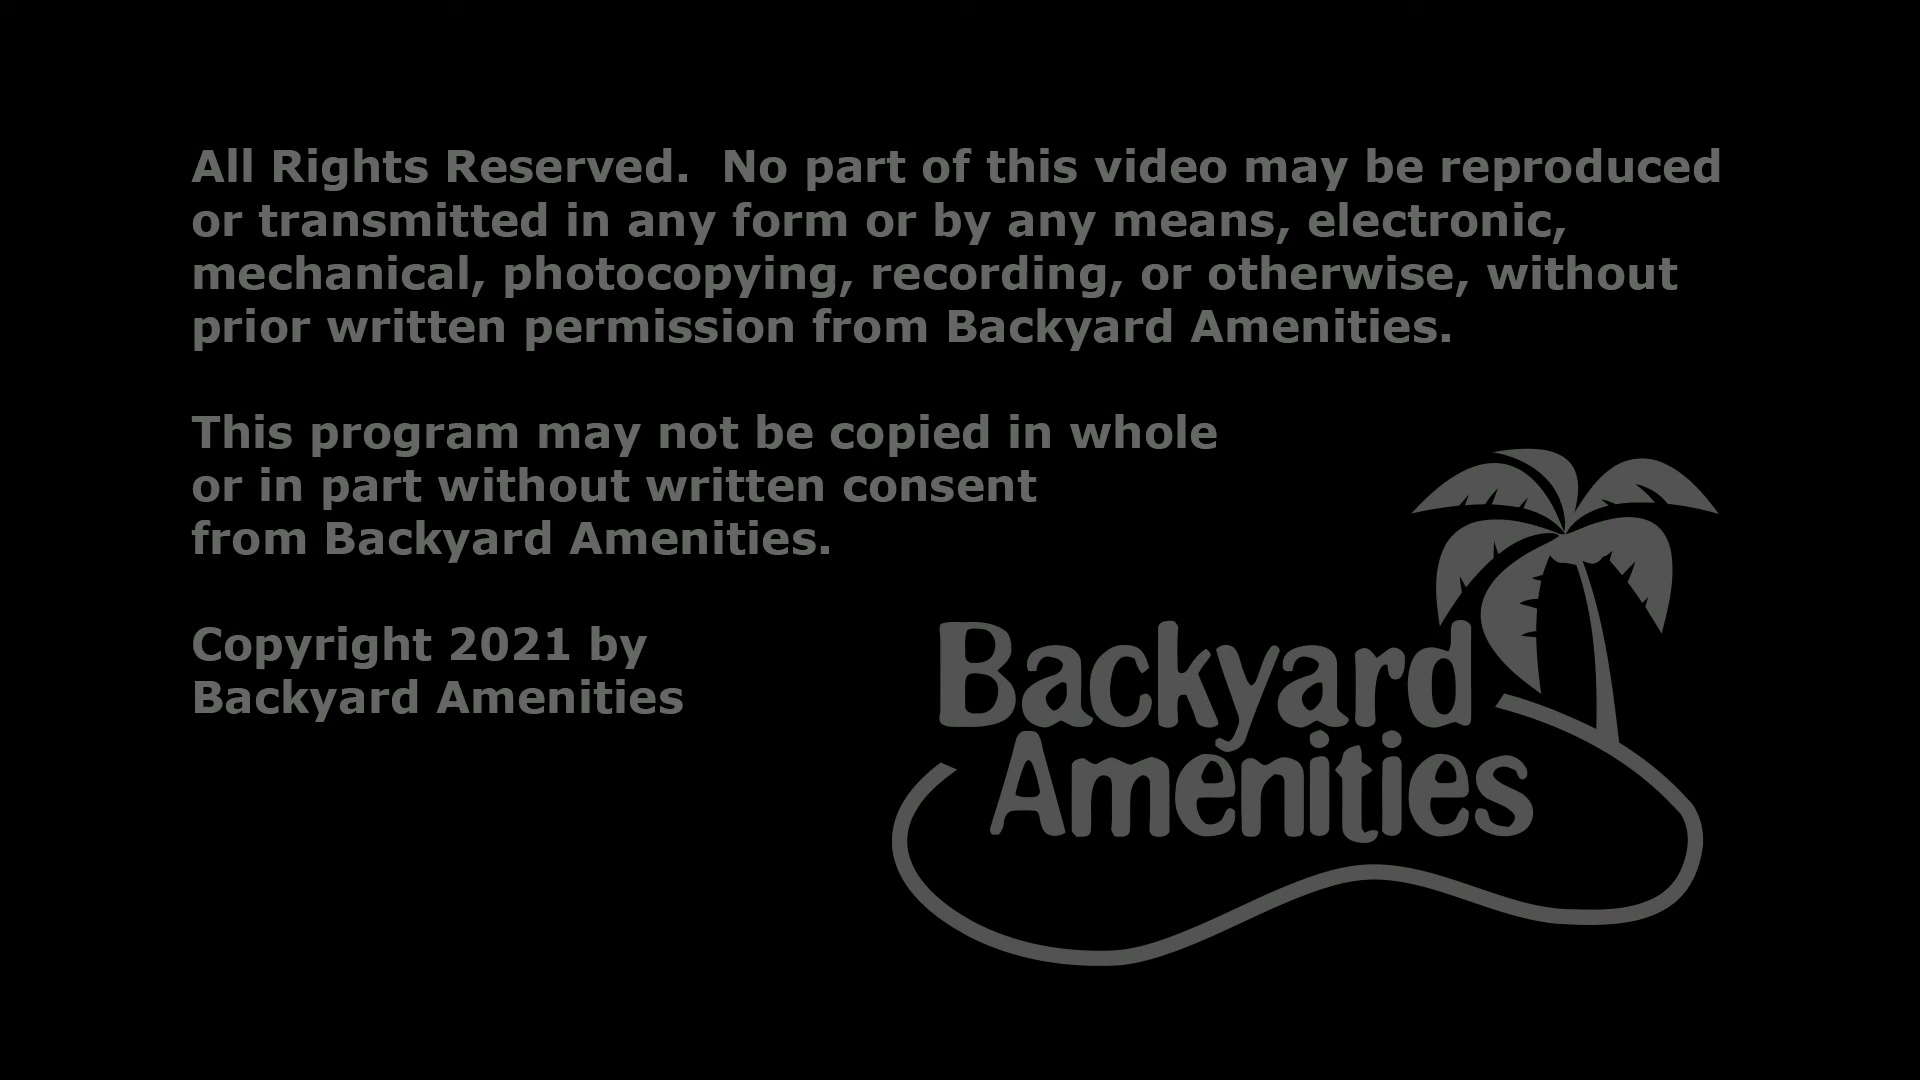 All Rights Reserved.  No part of this video may be reproduced
or transmitted in any form or by any means, electronic,
mechanical, photocopying, recording, or otherwise, without
prior written permission from Backyard Amenities.
This program may not be copied in whole
or in part without written consent
from Backyard Amenities.
Copyright 2021 by
Backyard Amenities
Backyard
Amenities